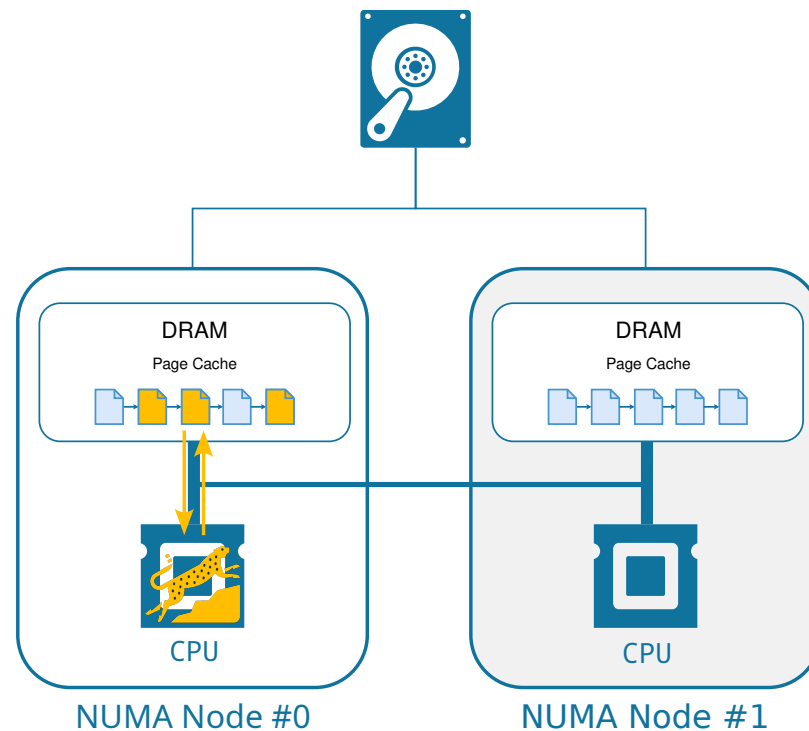 DRAM
Page Cache
CPU
NUMA Node #0
DRAM
Page Cache
CPU
NUMA Node #1